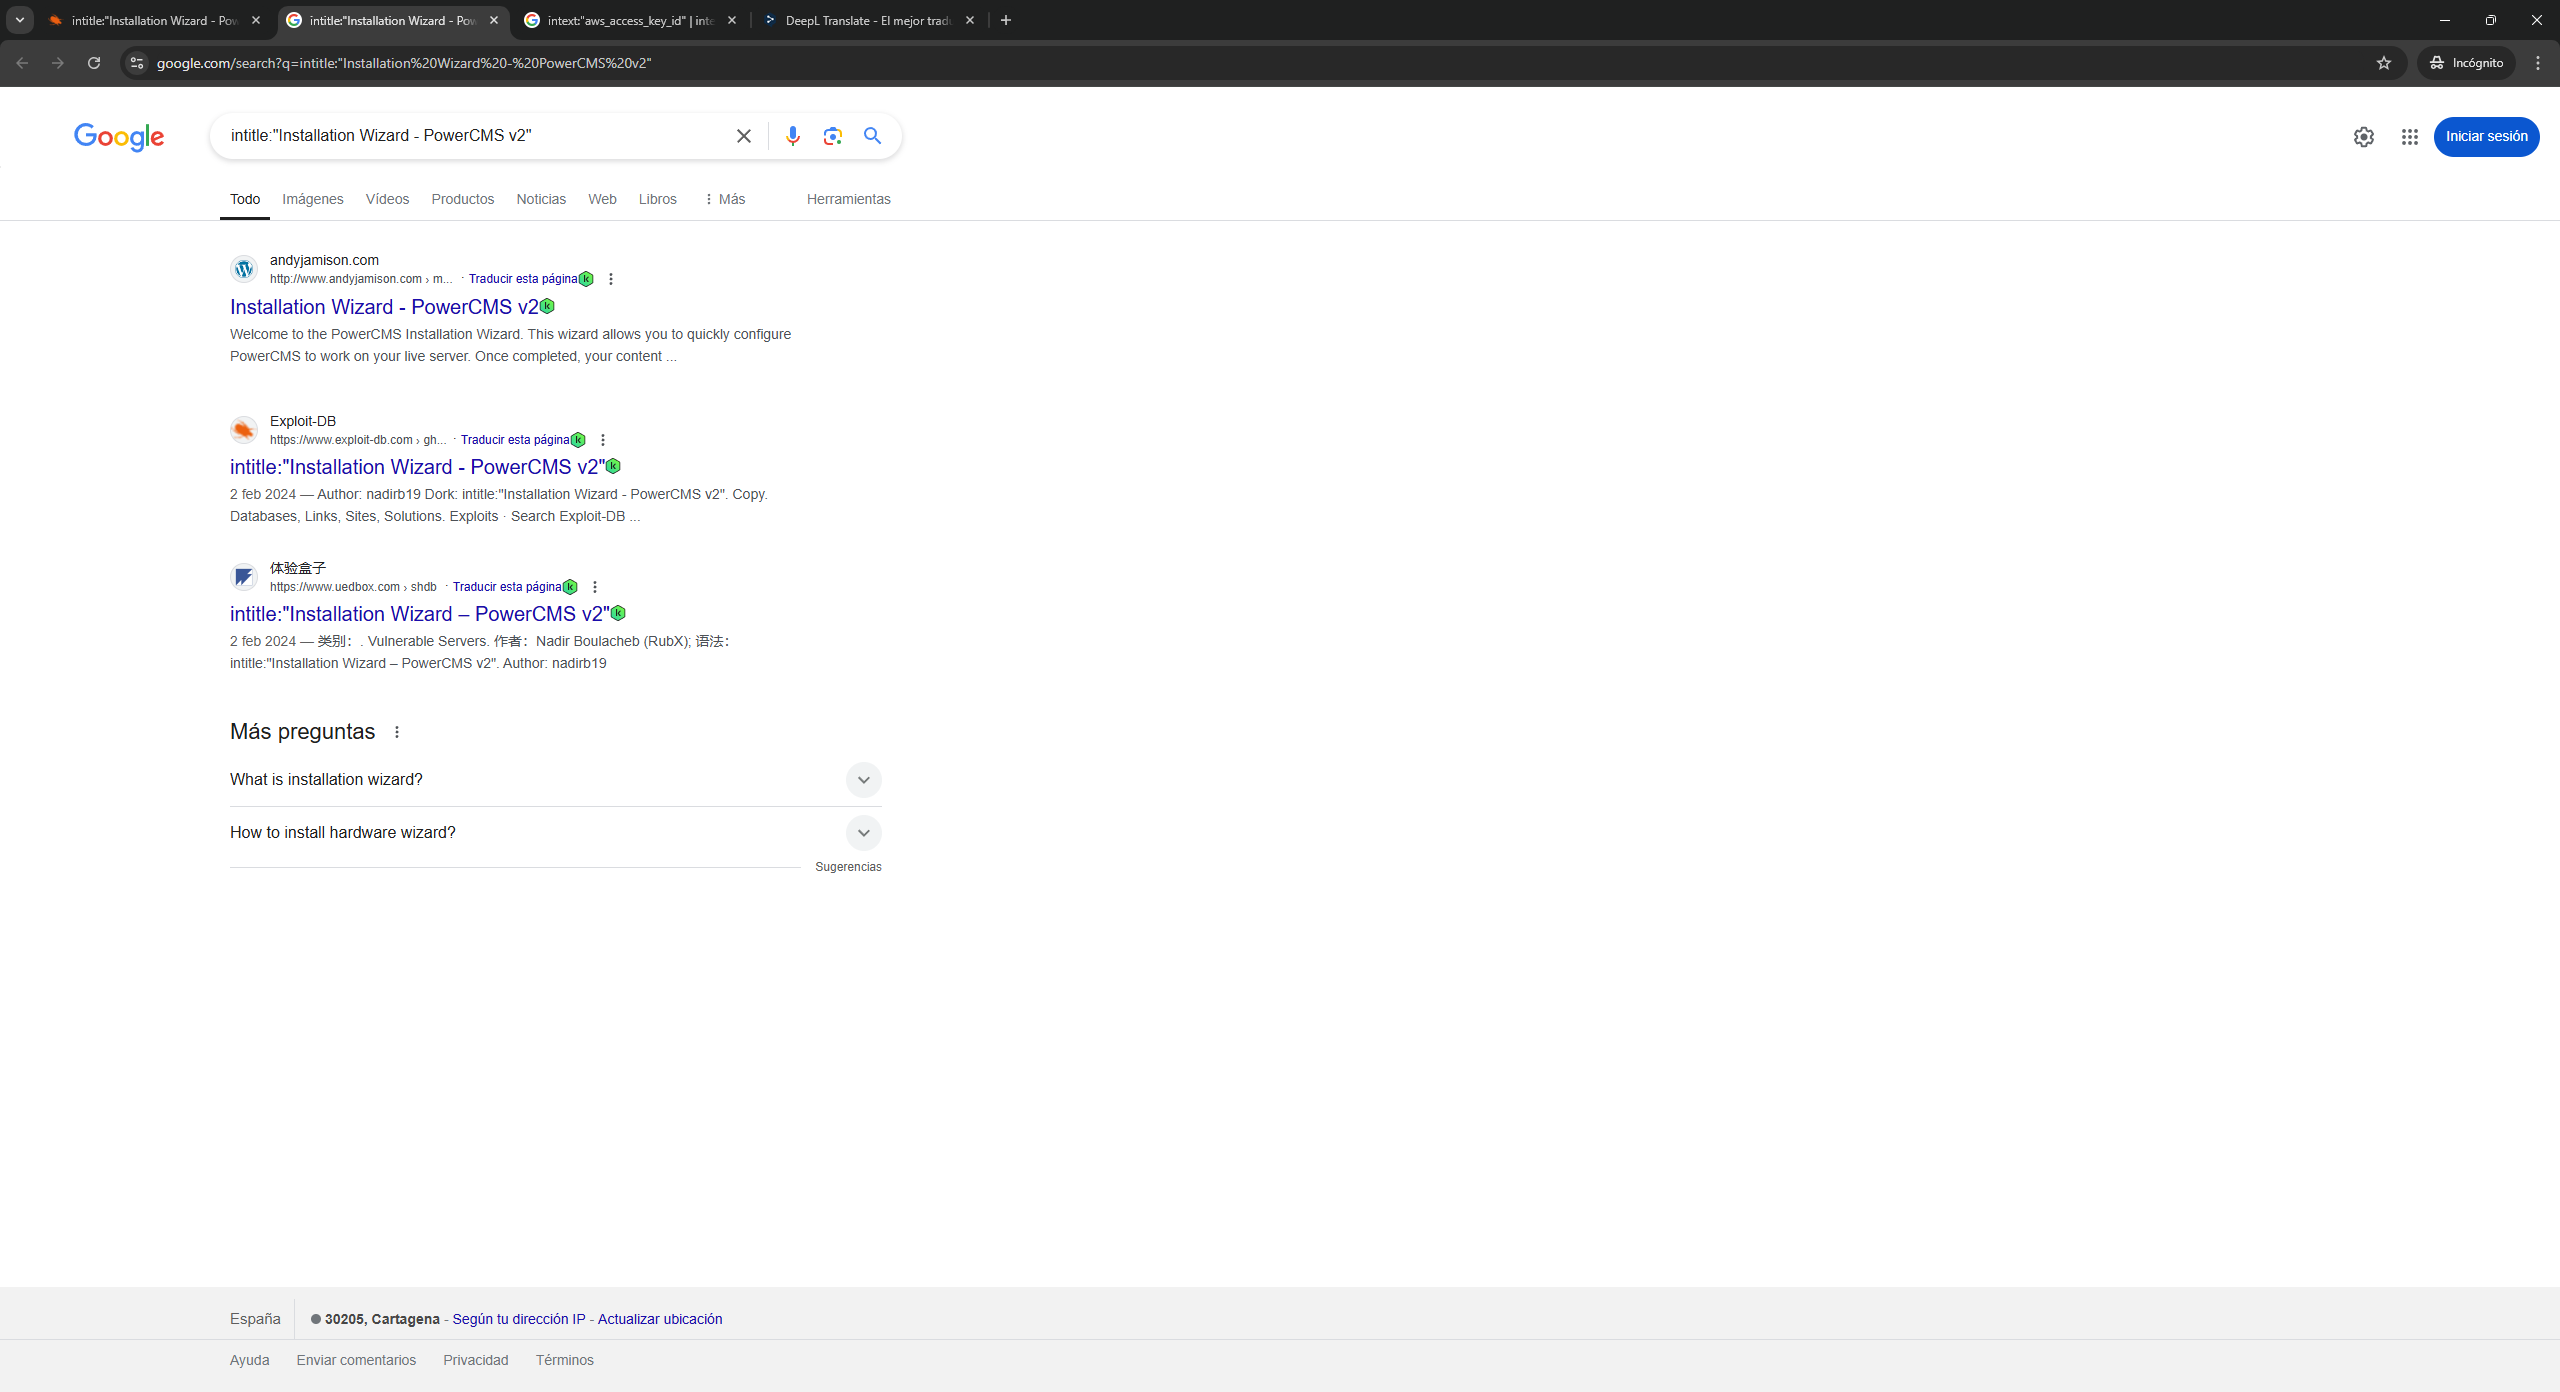 intitle:"Installation Wizard - Pow
intitle:"Installation Wizard - Pow
intext:"aws_access_key_id" | inte
DeepL Translate - El mejor tradu
google.com/search?q=intitle:"Installation%20Wizard%20-%20PowerCMS%20v2"
Incógnito
Google
intitle:"Installation Wizard - PowerCMS v2"
Iniciar sesión
Todo Imágenes Vídeos Productos Noticias Web Libros Más Herramientas
andyjamison.com
http://www.andyjamison.com › m... · Traducir esta página
Installation Wizard - PowerCMS v2
Welcome to the PowerCMS Installation Wizard. This wizard allows you to quickly configure
PowerCMS to work on your live server. Once completed, your content ...
Exploit-DB
https://www.exploit-db.com › gh... · Traducir esta página
intitle:"Installation Wizard - PowerCMS v2"
2 feb 2024 — Author: nadirb19 Dork: intitle:"Installation Wizard - PowerCMS v2". Copy.
Databases, Links, Sites, Solutions. Exploits · Search Exploit-DB ...
体验盒子
https://www.uedbox.com › shdb · Traducir esta página
intitle:"Installation Wizard – PowerCMS v2"
2 feb 2024 — 类别：. Vulnerable Servers. 作者：Nadir Boulacheb (RubX); 语法：
intitle:"Installation Wizard – PowerCMS v2". Author: nadirb19
Más preguntas
What is installation wizard?
How to install hardware wizard?
Sugerencias
España
30205, Cartagena - Según tu dirección IP - Actualizar ubicación
Ayuda Enviar comentarios Privacidad Términos